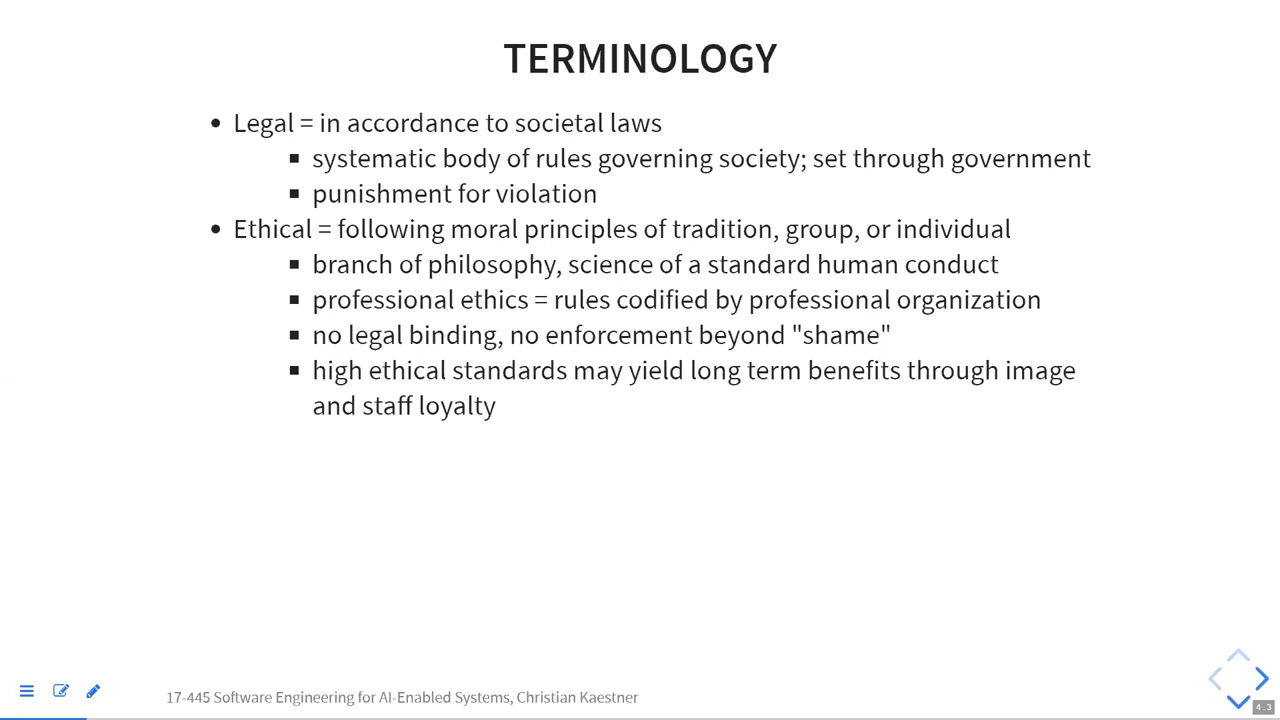 TERMINOLOGY
• Legal = in accordance to societal laws
▪ systematic body of rules governing society; set through government
▪ punishment for violation
• Ethical = following moral principles of tradition, group, or individual
▪ branch of philosophy, science of a standard human conduct
▪ professional ethics = rules codified by professional organization
▪ no legal binding, no enforcement beyond "shame"
▪ high ethical standards may yield long term benefits through image
and staff loyalty
17-445 Software Engineering for AI-Enabled Systems, Christian Kaestner
4.3